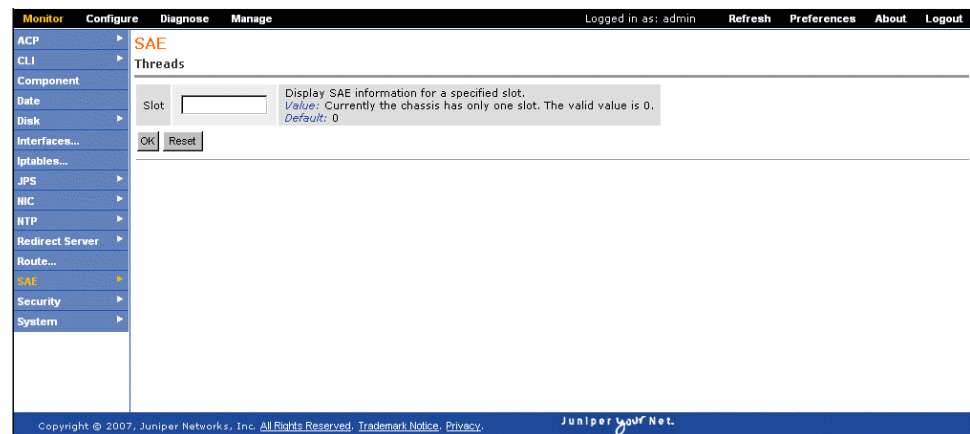 Monitor Configure Diagnose Manage Logged in as: admin Refresh Preferences About Logout
ACP
CLI
Component
Date
Disk
Interfaces...
Iptables...
JPS
NIC
NTP
Redirect Server
Route...
SAE
Security
System
SAE
Threads
Slot
Display SAE information for a specified slot.
Value: Currently the chassis has only one slot. The valid value is 0.
Default: 0
OK Reset
Copyright © 2007, Juniper Networks, Inc. All Rights Reserved. Trademark Notice. Privacy.
Juniper your Net.